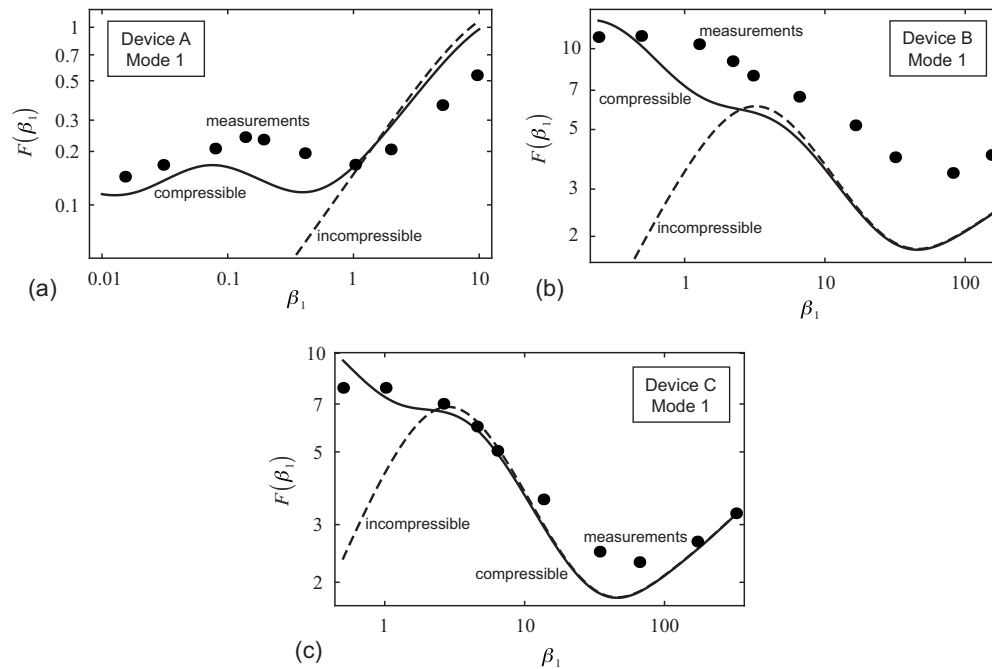 1
0.7
0.5
0.3
0.2
0.1
F(β₁)
Device A
Mode 1
measurements
compressible
incompressible
0.01
0.1
1
10
β₁
(a)
10
5
3
2
F(β₁)
Device B
Mode 1
measurements
compressible
incompressible
1
10
100
β₁
(b)
10
7
5
3
2
F(β₁)
Device C
Mode 1
incompressible
measurements
compressible
1
10
100
β₁
(c)